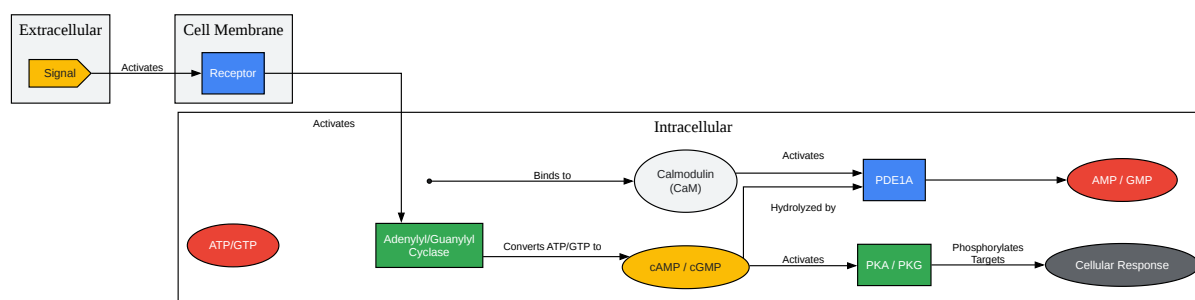 Extracellular
Cell Membrane
Signal
Activates
Receptor
Activates
Intracellular
Binds to
Calmodulin
(CaM)
Activates
PDE1A
AMP / GMP
Hydrolyzed by
ATP/GTP
Adenylyl/Guanylyl
Cyclase
Converts ATP/GTP to
cAMP / cGMP
Activates
PKA / PKG
Phosphorylates
Targets
Cellular Response